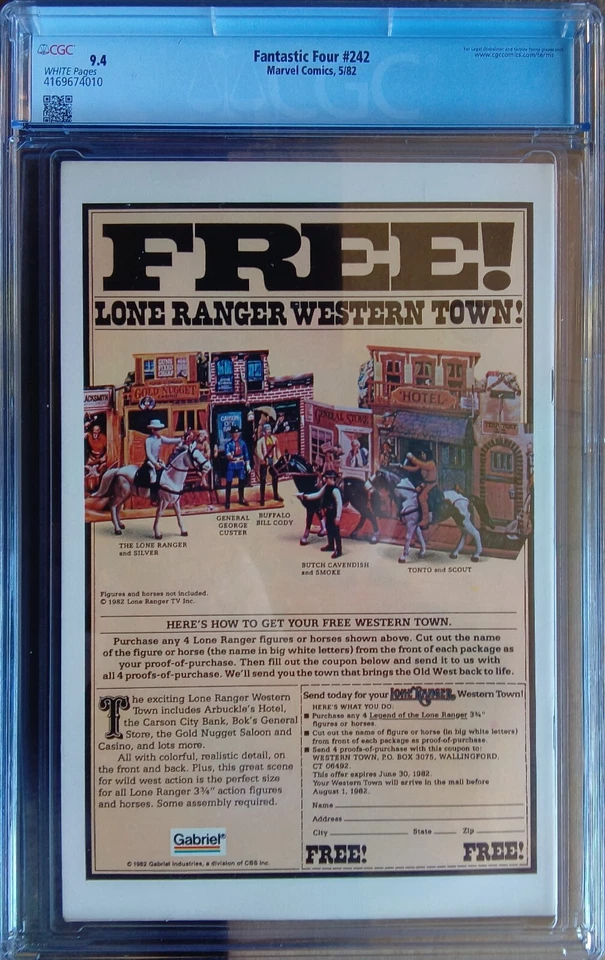 CGC
9.4
WHITE Pages
4169674010
Fantastic Four #242
Marvel Comics, 5/82
www.cgccomics.com/terms
FREE!
LONE RANGER WESTERN TOWN!
GOLD NUGGET
HOTEL
GENERAL STORE
THE LONE RANGER
and SILVER
GENERAL
GEORGE
CUSTER
BUFFALO
BILL CODY
BUTCH CAVENDISH
and SMOKE
TONTO and SCOUT
Figures and horses not included.
© 1982 Lone Ranger TV Inc.
HERE'S HOW TO GET YOUR FREE WESTERN TOWN.
Purchase any 4 Lone Ranger figures or horses shown above. Cut out the name
of the figure or horse (the name in big white letters) from the front of each package as
your proof-of-purchase. Then fill out the coupon below and send it to us with
all 4 proofs-of-purchase. We'll send you the town that brings the Old West back to life.
The exciting Lone Ranger Western
Town includes Arbuckle's Hotel,
the Carson City Bank, Bok's General
Store, the Gold Nugget Saloon and
Casino, and lots more.
All with colorful, realistic detail, on
the front and back. Plus, this great scene
for wild west action is the perfect size
for all Lone Ranger 3¾" action figures
and horses. Some assembly required.
Gabriel®
© 1982 Gabriel Industries, a division of CBS Inc.
Send today for your Lone Ranger Western Town!
HERE'S WHAT YOU DO:
■ Purchase any 4 Legend of the Lone Ranger 3¾"
figures or horses.
■ Cut out the name of figure or horse (in big white letters)
from front of each package as proof-of-purchase.
■ Send 4 proofs-of-purchase with this coupon to:
WESTERN TOWN, P.O. BOX 3075, WALLINGFORD,
CT 06492.
This offer expires June 30, 1982.
Your Western Town will arrive in the mail before
August 1, 1982.
Name
Address
City State Zip
FREE! FREE!